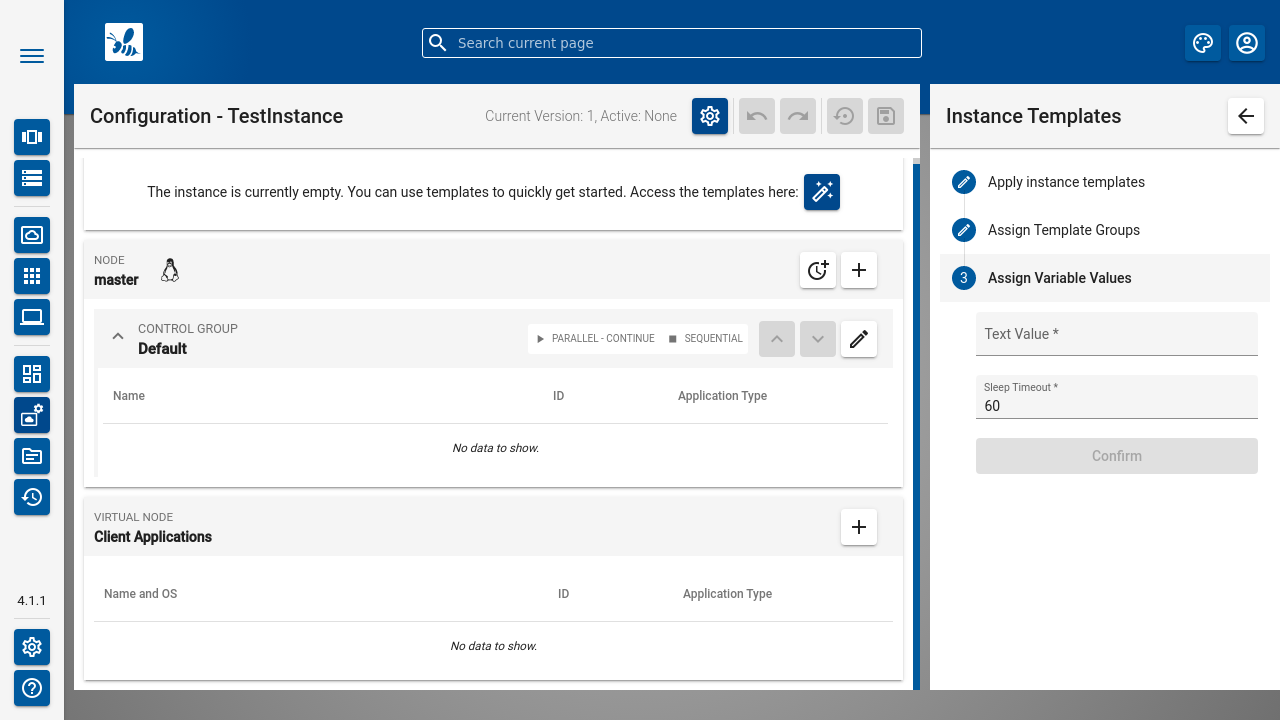 Search current page
Configuration - TestInstance
Current Version: 1, Active: None
Instance Templates
The instance is currently empty. You can use templates to quickly get started. Access the templates here:
Apply instance templates
Assign Template Groups
3 Assign Variable Values
Text Value *
Sleep Timeout *
60
Confirm
NODE
master
CONTROL GROUP
Default
PARALLEL - CONTINUE
SEQUENTIAL
Name ID Application Type
No data to show.
VIRTUAL NODE
Client Applications
Name and OS ID Application Type
No data to show.
4.1.1